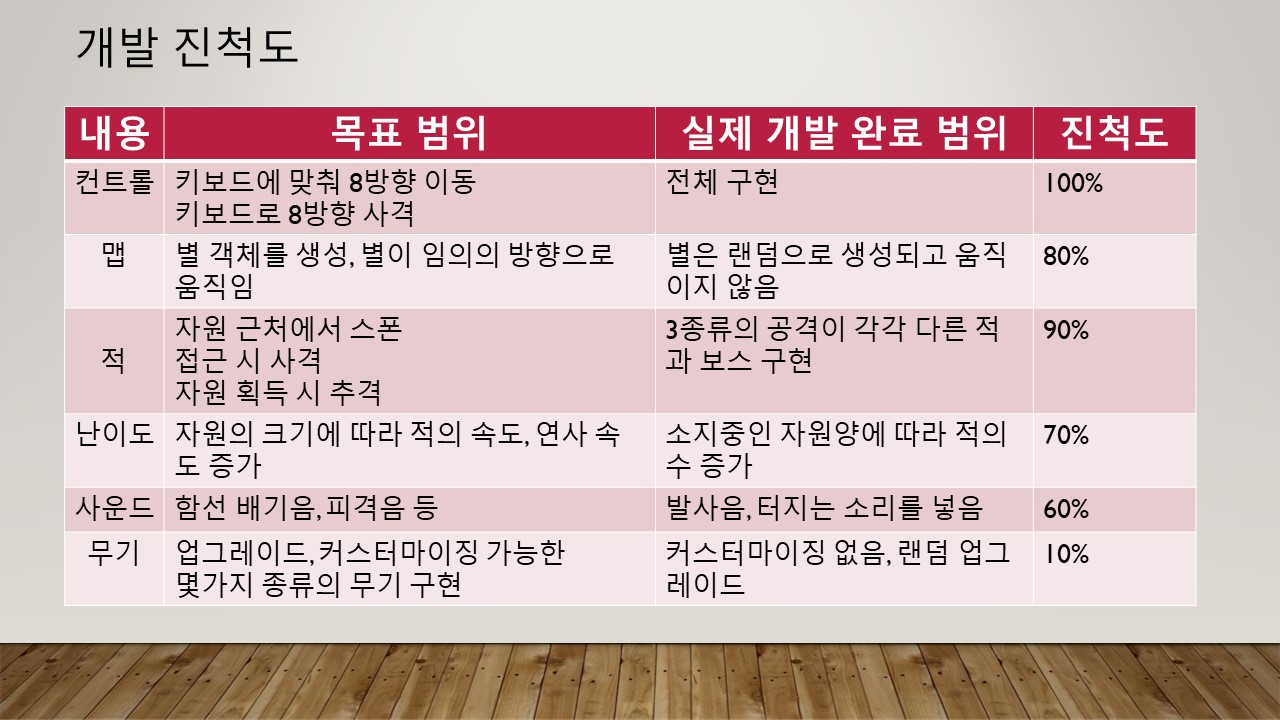 개발 진척도
내용 목표 범위 실제 개발 완료 범위 진척도
컨트롤 키보드에 맞춰 8방향 이동 전체 구현 100%
키보드로 8방향 사격
맵 별 객체를 생성, 별이 임의의 방향으로 별은 랜덤으로 생성되고 움직 80%
움직임 이지 않음
적 자원 근처에서 스폰 3종류의 공격이 각각 다른 적 90%
접근 시 사격 과 보스 구현
자원 획득 시 추격
난이도 자원의 크기에 따라 적의 속도, 연사 속 소지중인 자원양에 따라 적의 70%
도 증가 수 증가
사운드 함선 배기음, 피격음 등 발사음, 터지는 소리를 넣음 60%
무기 업그레이드, 커스터마이징 가능한 커스터마이징 없음, 랜덤 업그 10%
몇가지 종류의 무기 구현 레이드